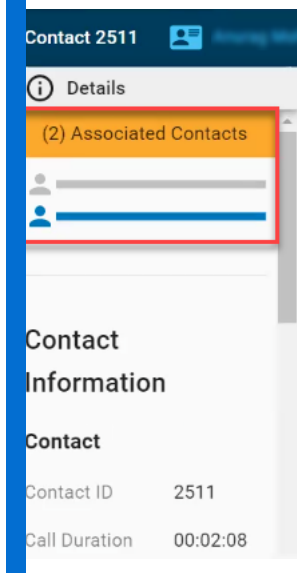 Contact 2511
Details
(2) Associated Contacts
Contact
Information
Contact
Contact ID 2511
Call Duration 00:02:08